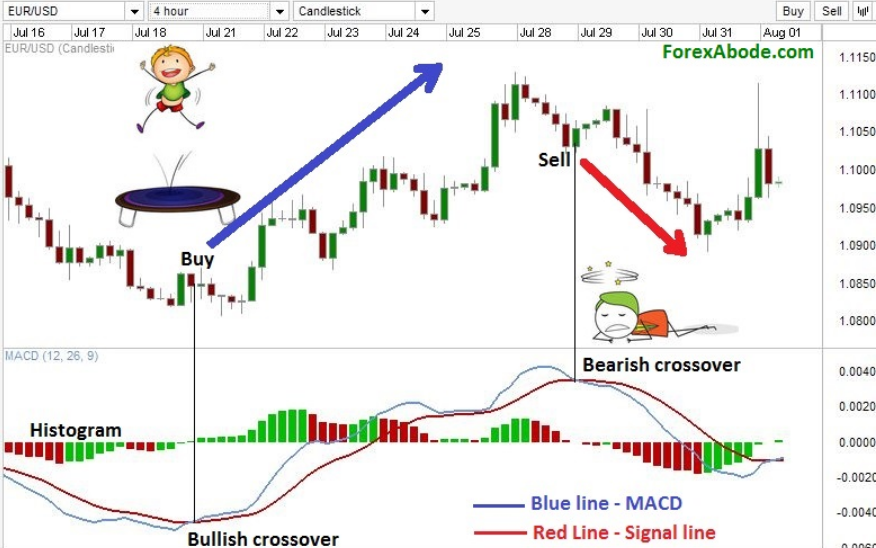 EUR/USD 4 hour Candlestick Buy Sell
Jul 16 Jul 17 Jul 18 Jul 21 Jul 22 Jul 23 Jul 24 Jul 25 Jul 28 Jul 29 Jul 30 Jul 31 Aug 01
EUR/USD (Candlesti
ForexAbode.com
1.1150
1.1100
1.1050
Sell
1.1000
1.0950
1.0900
Buy
1.0850
1.0800
MACD (12, 26, 9)
Bearish crossover
0.0040
0.0020
Histogram
0.0000
-0.0020
Blue line - MACD
-0.0040
Red Line - Signal line
Bullish crossover